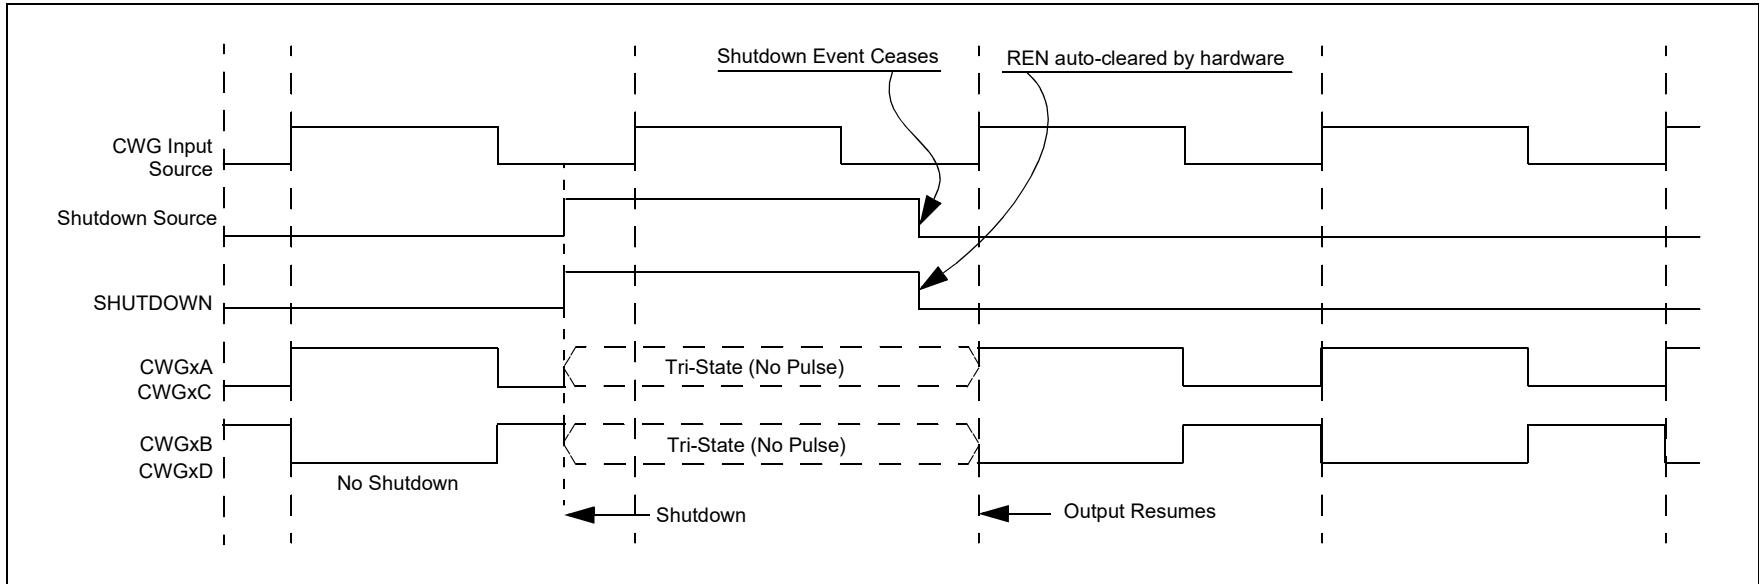 Shutdown Event Ceases
REN auto-cleared by hardware
CWG Input
Source
Shutdown Source
SHUTDOWN
CWGxA
CWGxC
Tri-State (No Pulse)
CWGxB
CWGxD
Tri-State (No Pulse)
No Shutdown
Shutdown
Output Resumes